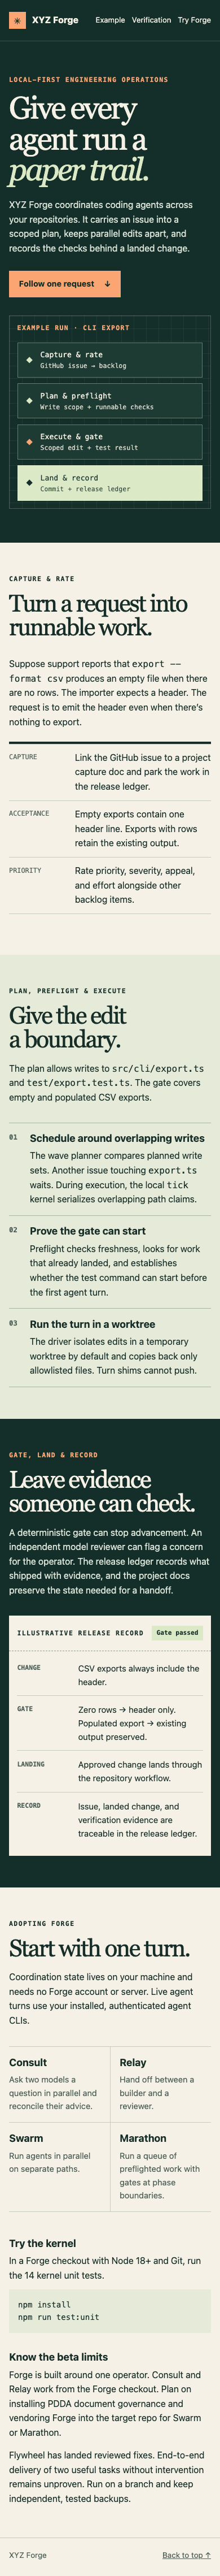 XYZ Forge
Example Verification Try Forge
LOCAL-FIRST ENGINEERING OPERATIONS
Give every
agent run a
paper trail.
XYZ Forge coordinates coding agents across
your repositories. It carries an issue into a
scoped plan, keeps parallel edits apart, and
records the checks behind a landed change.
Follow one request ↓
EXAMPLE RUN · CLI EXPORT
Capture & rate
GitHub issue → backlog
Plan & preflight
Write scope + runnable checks
Execute & gate
Scoped edit + test result
Land & record
Commit + release ledger
CAPTURE & RATE
Turn a request into
runnable work.
Suppose support reports that export --
format csv produces an empty file when there
are no rows. The importer expects a header. The
request is to emit the header even when there's
nothing to export.
CAPTURE
Link the GitHub issue to a project
capture doc and park the work in
the release ledger.
ACCEPTANCE
Empty exports contain one
header line. Exports with rows
retain the existing output.
PRIORITY
Rate priority, severity, appeal,
and effort alongside other
backlog items.
PLAN, PREFLIGHT & EXECUTE
Give the edit
a boundary.
The plan allows writes to src/cli/export.ts
and test/export.test.ts. The gate covers
empty and populated CSV exports.
01 Schedule around overlapping writes
The wave planner compares planned write
sets. Another issue touching export.ts
waits. During execution, the local tick
kernel serializes overlapping path claims.
02 Prove the gate can start
Preflight checks freshness, looks for work
that already landed, and establishes
whether the test command can start before
the first agent turn.
03 Run the turn in a worktree
The driver isolates edits in a temporary
worktree by default and copies back only
allowlisted files. Turn shims cannot push.
GATE, LAND & RECORD
Leave evidence
someone can check.
A deterministic gate can stop advancement. An
independent model reviewer can flag a concern
for the operator. The release ledger records what
shipped with evidence, and the project docs
preserve the state needed for a handoff.
ILLUSTRATIVE RELEASE RECORD Gate passed
CHANGE
CSV exports always include the
header.
GATE
Zero rows → header only.
Populated export → existing
output preserved.
LANDING
Approved change lands through
the repository workflow.
RECORD
Issue, landed change, and
verification evidence are
traceable in the release ledger.
ADOPTING FORGE
Start with one turn.
Coordination state lives on your machine and
needs no Forge account or server. Live agent
turns use your installed, authenticated agent
CLIs.
Consult
Ask two models a
question in parallel and
reconcile their advice.
Relay
Hand off between a
builder and a
reviewer.
Swarm
Run agents in parallel
on separate paths.
Marathon
Run a queue of
preflighted work with
gates at phase
boundaries.
Try the kernel
In a Forge checkout with Node 18+ and Git, run
the 14 kernel unit tests.
npm install
npm run test:unit
Know the beta limits
Forge is built around one operator. Consult and
Relay work from the Forge checkout. Plan on
installing PDDA document governance and
vendoring Forge into the target repo for Swarm
or Marathon.
Flywheel has landed reviewed fixes. End-to-end
delivery of two useful tasks without intervention
remains unproven. Run on a branch and keep
independent, tested backups.
XYZ Forge
Back to top ↑